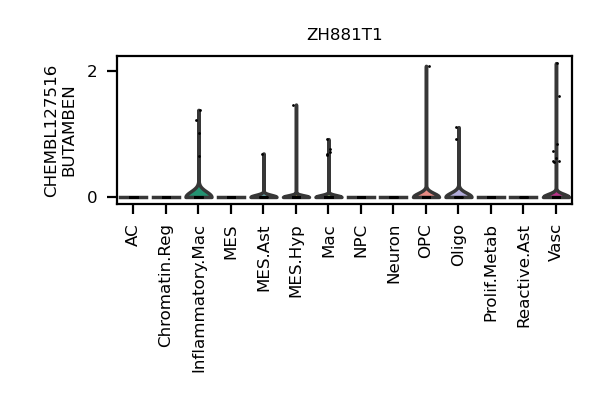 ZH881T1
CHEMBL127516
BUTAMBEN
2
0
AC
Chromatin.Reg
Inflammatory.Mac
MES
MES.Ast
MES.Hyp
Mac
NPC
Neuron
OPC
Oligo
Prolif.Metab
Reactive.Ast
Vasc